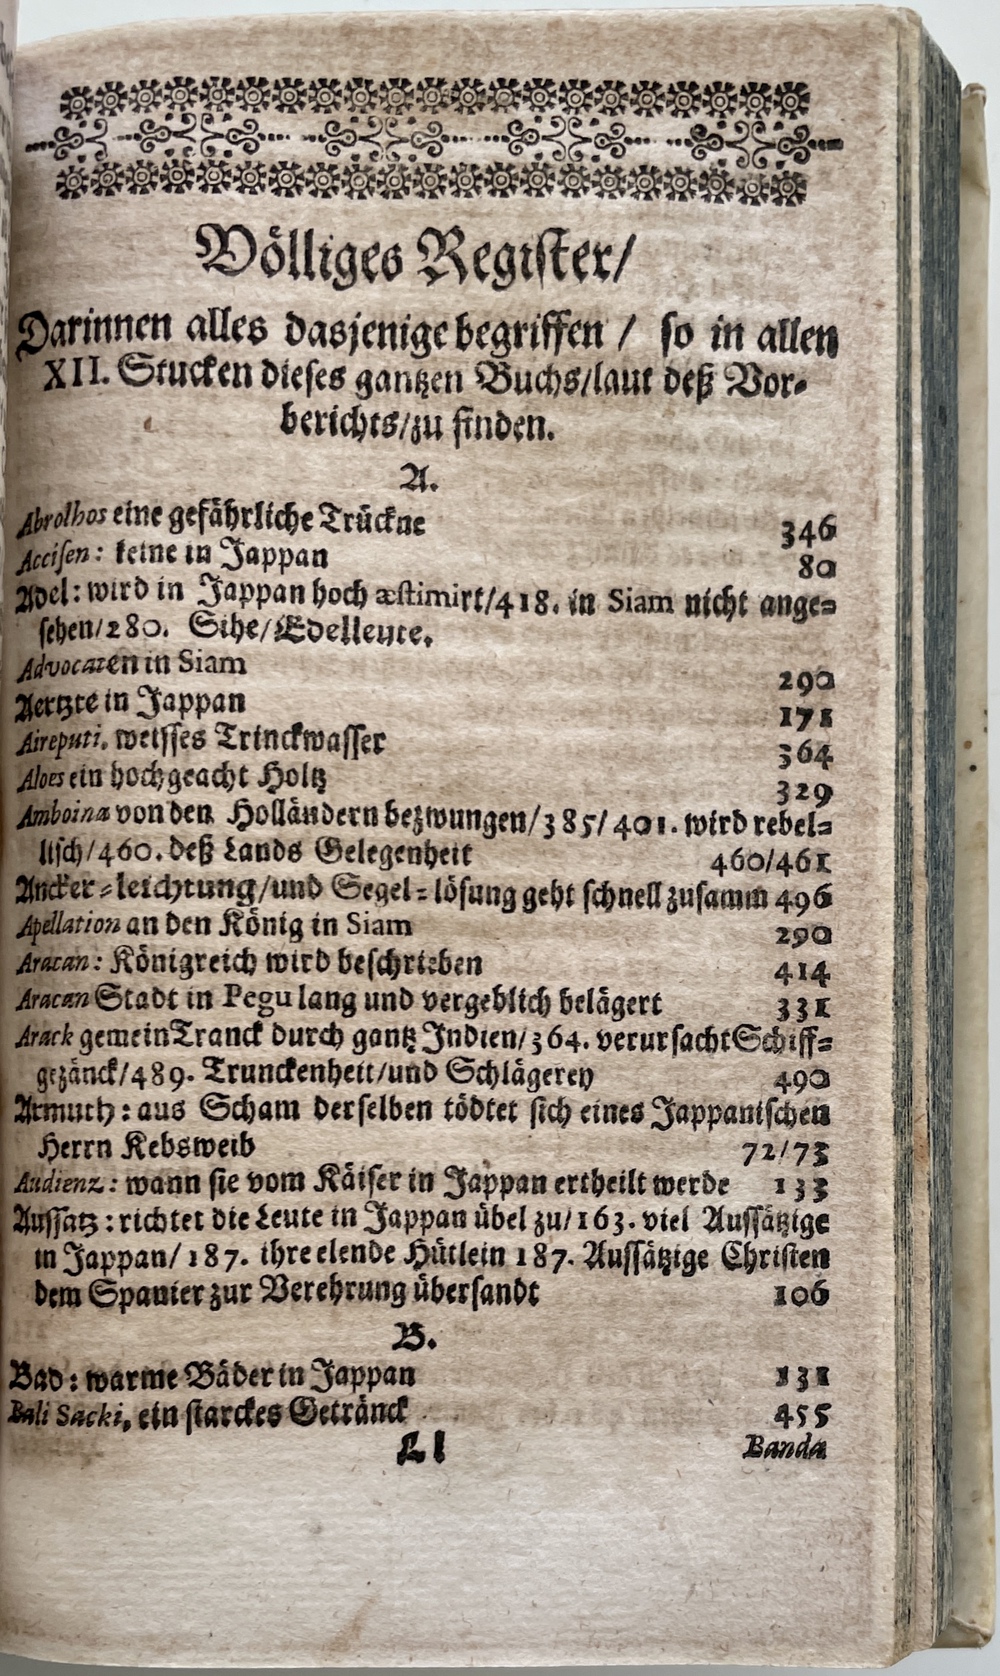 Völliges Register/
Darinnen alles dasjenige begriffen / so in allen
XII. Stucken dieses gantzen Buchs/laut deß Vor-
berichts/zu finden.
A.
Abrolhos eine gefährliche Trückne 346
Accisen: keine in Jappan 80
Adel: wird in Jappan hoch æstimirt/418. in Siam nicht ange-
sehen/280. Sihe/Edelleute.
Advocaten in Siam 290
Aertzte in Jappan 171
Aireputi, weisses Trinckwasser 364
Aloes ein hochgeacht Holtz 329
Amboina von den Holländern bezwungen/385/401. wird rebel-
lisch/460. deß Lands Gelegenheit 460/461
Ancker-leichtung/und Segel-lösung geht schnell zusamm 496
Apellation an den König in Siam 290
Aracan: Königreich wird beschrieben 414
Aracan Stadt in Pegu lang und vergeblich belägert 331
Arack gemein Tranck durch gantz Indien/364. verursacht Schiff-
gezänck/489. Trunckenheit/und Schlägerey 490
Armuth: aus Scham derselben tödtet sich eines Jappanischen
Herrn Kebsweib 72/73
Audienz: wann sie vom Käiser in Jappan ertheilt werde 133
Aussatz: richtet die Leute in Jappan übel zu/163. viel Aussätzige
in Jappan/187. ihre elende Hütlein 187. Aussätzige Christen
dem Spanier zur Verehrung übersandt 106
B.
Bad: warme Bäder in Jappan 131
Bali Sacki, ein starckes Getränck 455
Ll Banda